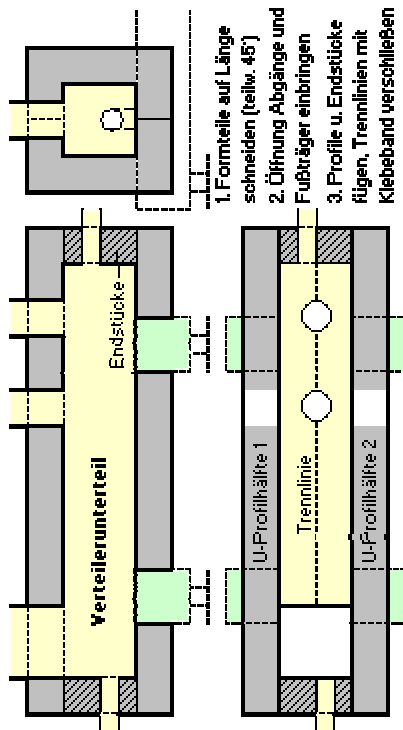 1. Formteile auf Länge
schneiden (teilw. 45°)
2. Öffnung Abgänge und
Fußträger einbringen
3. Profile u. Endstücke
fügen, Trennlinien mit
Klebeband verschließen
Endstücke
Verteilerunterteil
U-Profilhälfte 1
Trennlinie
U-Profilhälfte 2